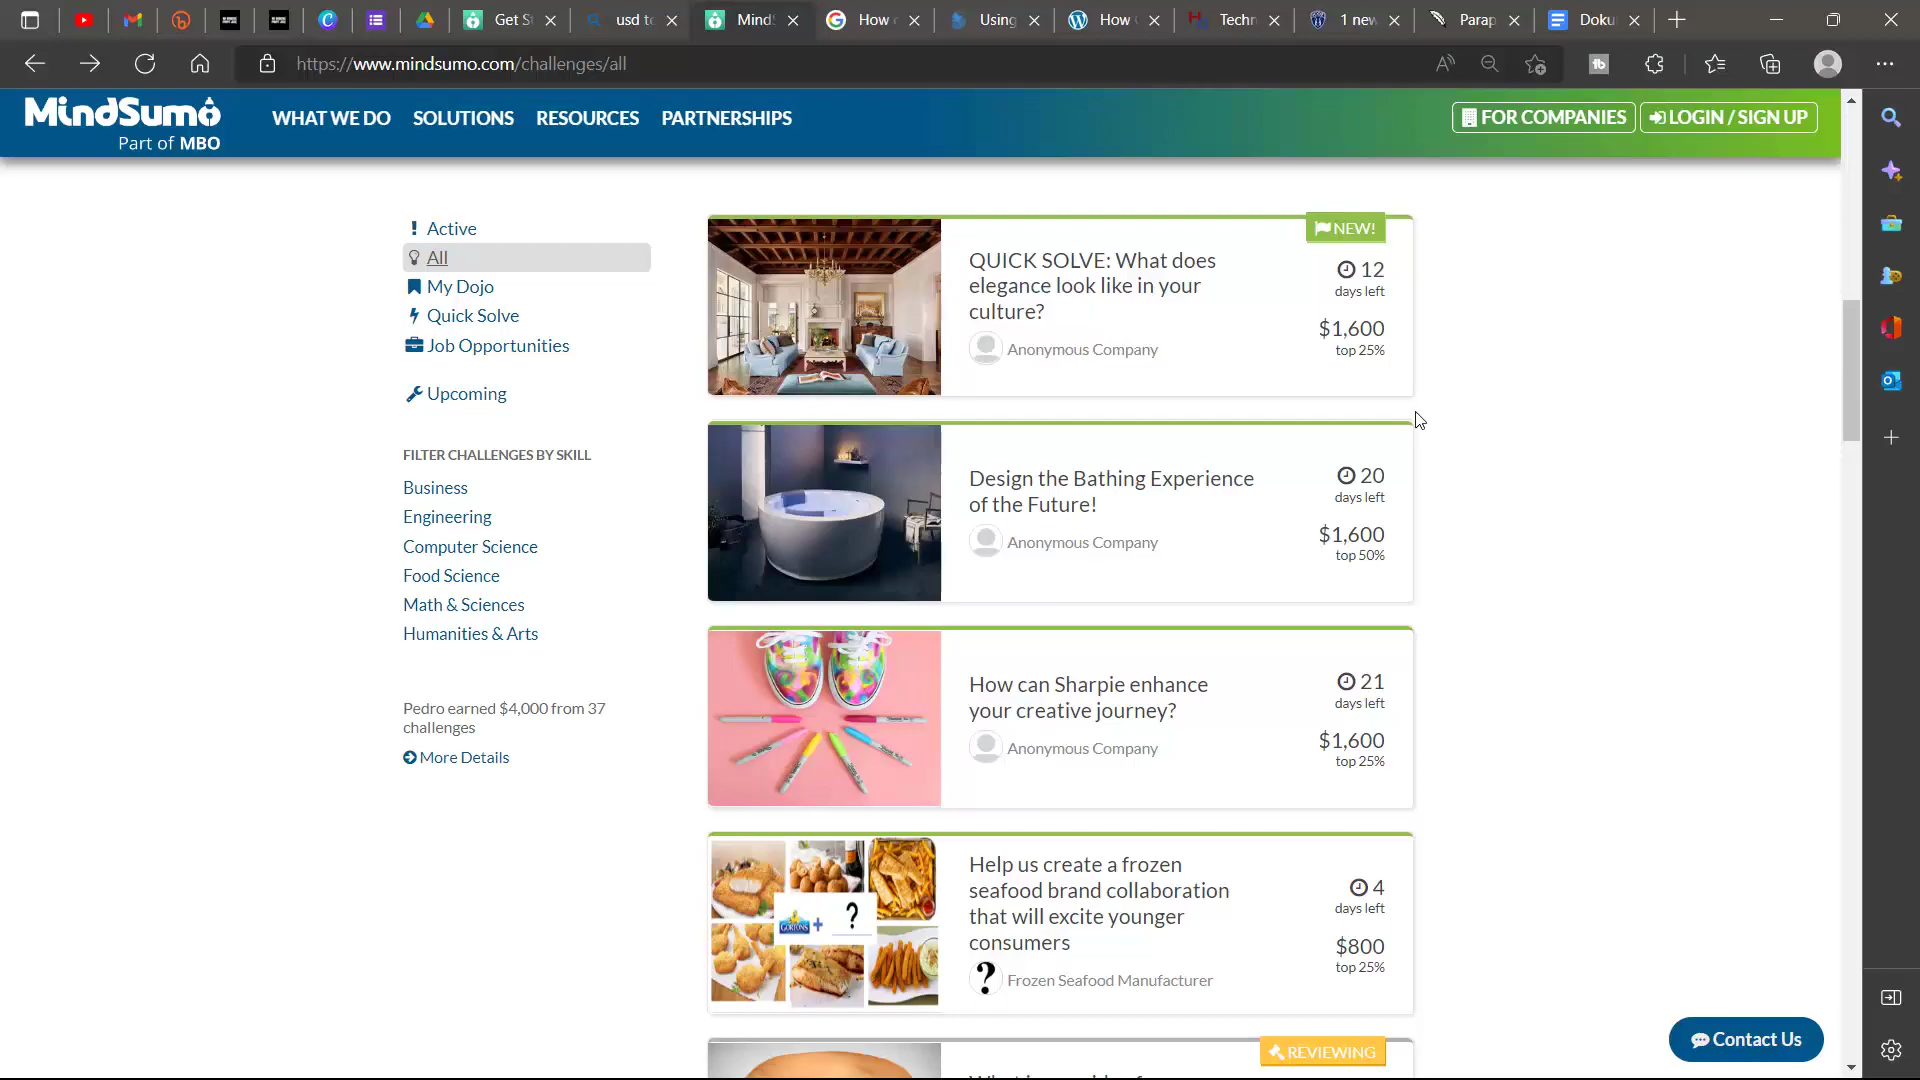 Get S
usd to
Mind
How
Using
How
Techn
1 new
Parap
Doku
https://www.mindsumo.com/challenges/all
MindSumo
Part of MBO
WHAT WE DO
SOLUTIONS
RESOURCES
PARTNERSHIPS
FOR COMPANIES
LOGIN / SIGN UP
Active
All
My Dojo
Quick Solve
Job Opportunities
Upcoming
FILTER CHALLENGES BY SKILL
Business
Engineering
Computer Science
Food Science
Math & Sciences
Humanities & Arts
Pedro earned $4,000 from 37
challenges
More Details
NEW!
QUICK SOLVE: What does
elegance look like in your
culture?
Anonymous Company
12
days left
$1,600
top 25%
Design the Bathing Experience
of the Future!
Anonymous Company
20
days left
$1,600
top 50%
How can Sharpie enhance
your creative journey?
Anonymous Company
21
days left
$1,600
top 25%
GORTONS + ?
Help us create a frozen
seafood brand collaboration
that will excite younger
consumers
? Frozen Seafood Manufacturer
4
days left
$800
top 25%
REVIEWING
Contact Us